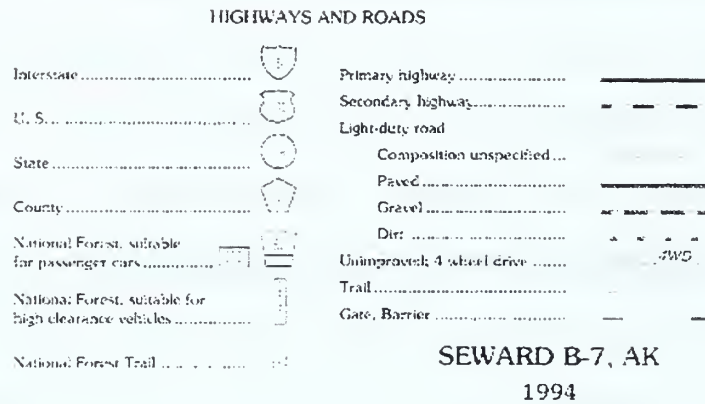 HIGHWAYS AND ROADS
Interstate
U. S.
State
County
National Forest, suitable
for passenger cars
National Forest, suitable for
high clearance vehicles
National Forest Trail
Primary highway
Secondary highway
Light-duty road
Composition unspecified
Paved
Gravel
Dirt
Unimproved; 4 wheel drive
4WD
Trail
Gate, Barrier
SEWARD B-7, AK
1994